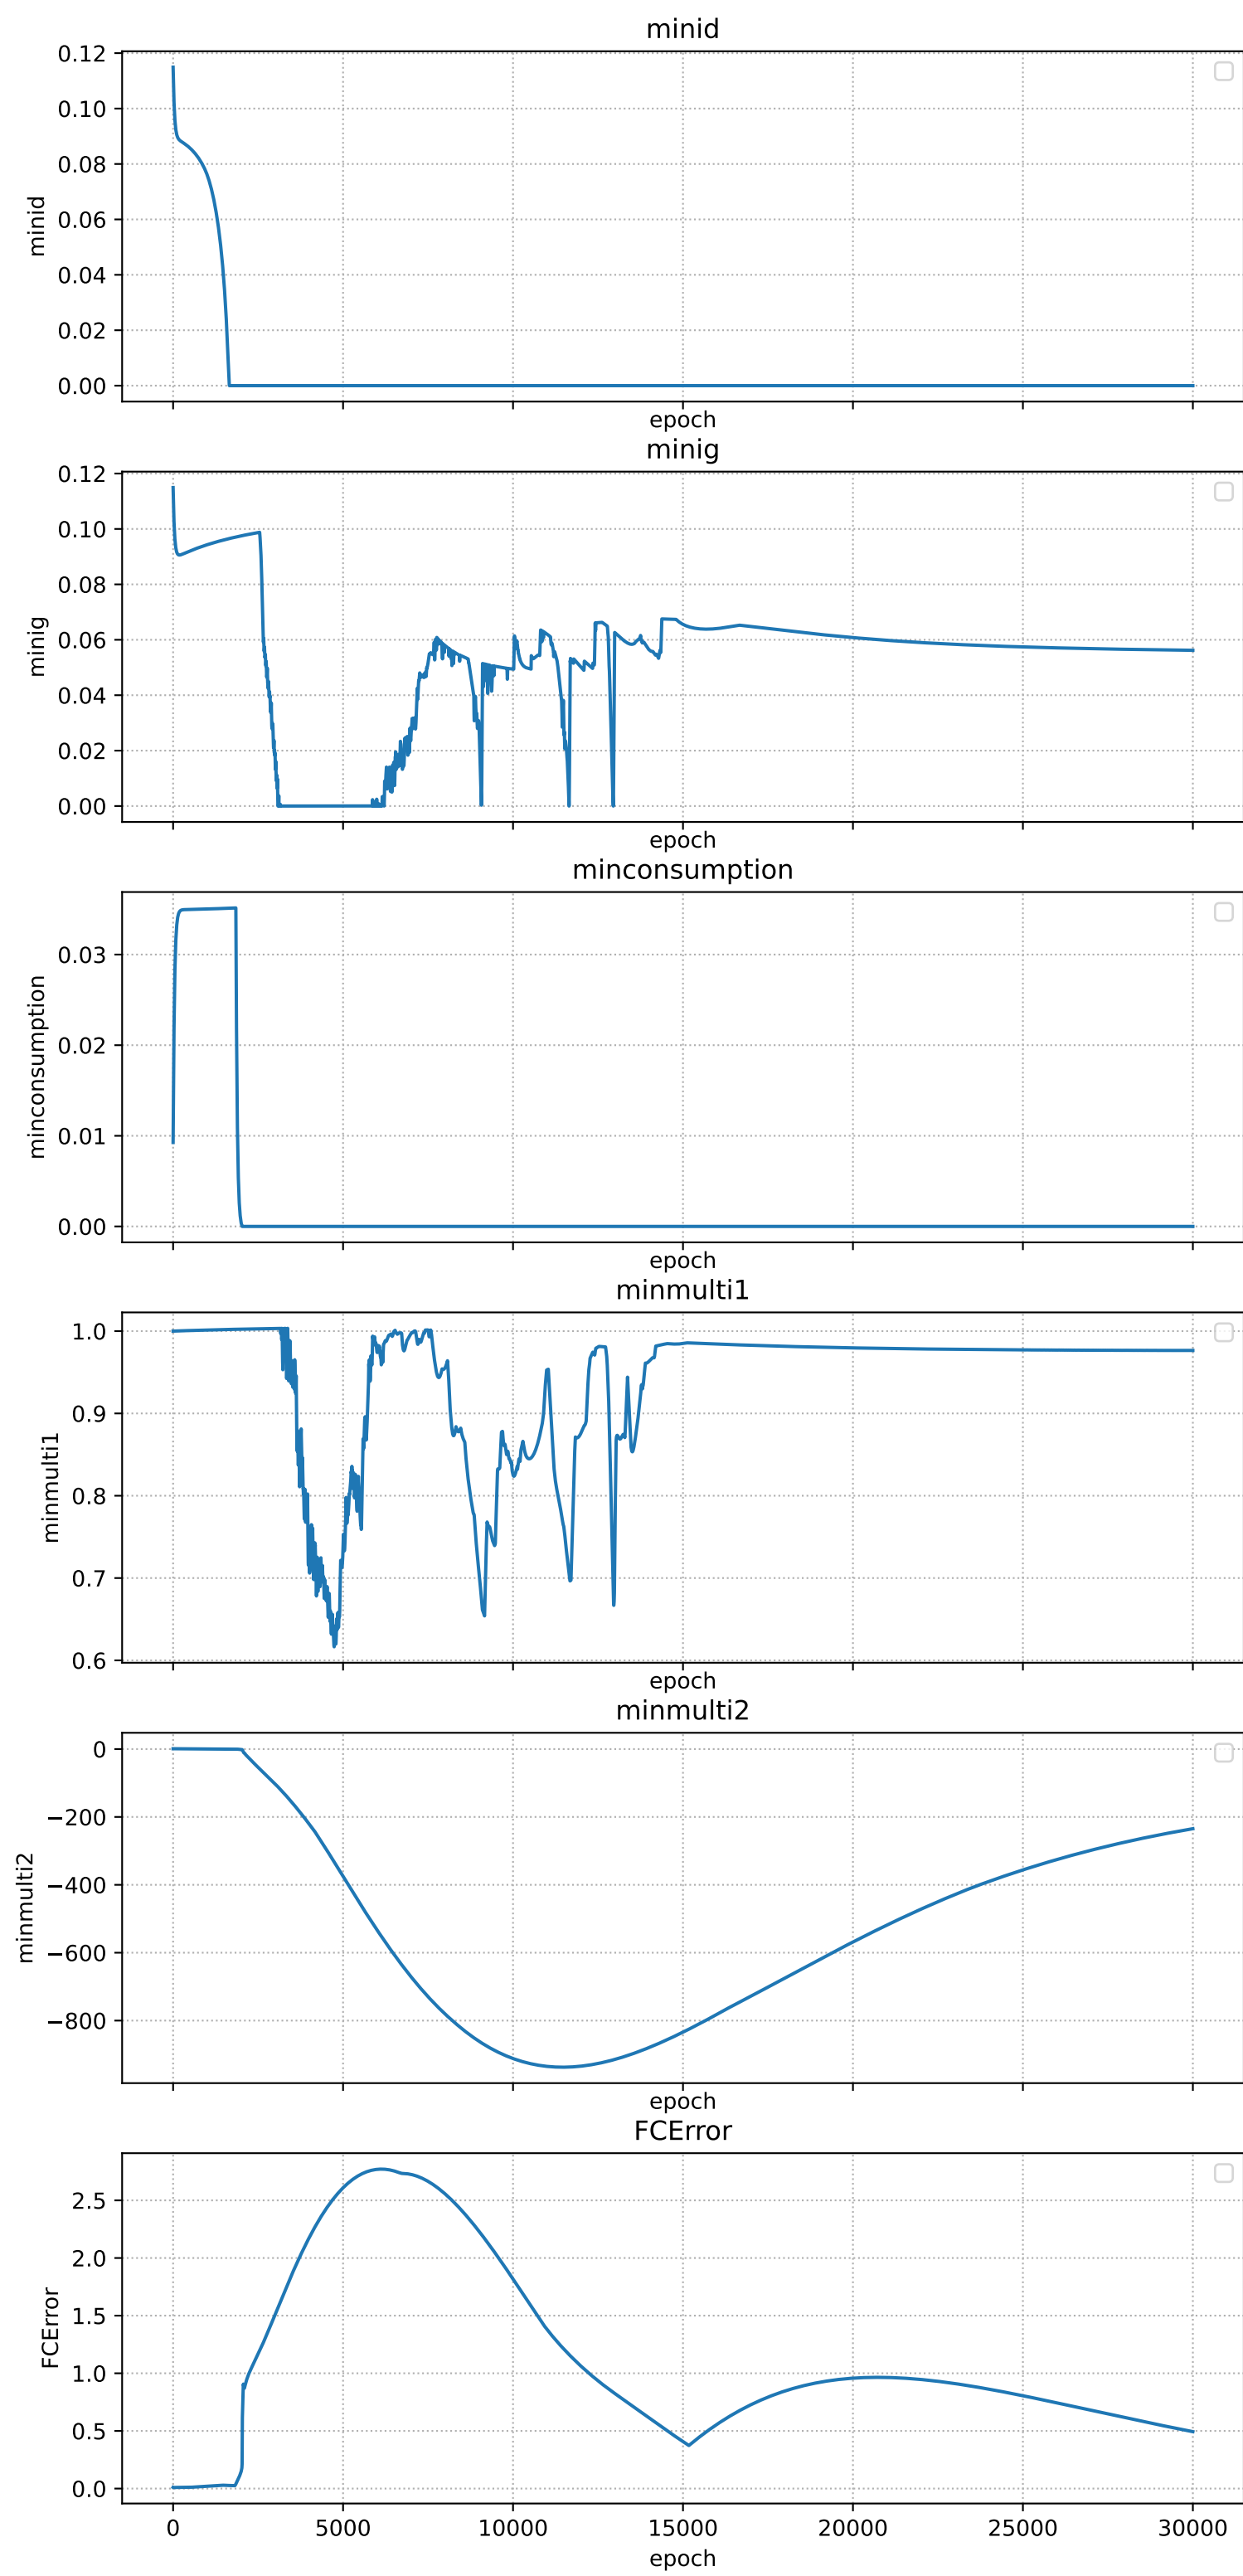 minid
0.12
0.10
0.08
0.06
0.04
0.02
0.00
minid
epoch
minig
0.12
0.10
0.08
0.06
0.04
0.02
0.00
minig
epoch
minconsumption
0.03
0.02
0.01
0.00
minconsumption
epoch
minmulti1
1.0
0.9
0.8
0.7
0.6
minmulti1
epoch
minmulti2
0
−200
−400
−600
−800
minmulti2
epoch
FCError
2.5
2.0
1.5
1.0
0.5
0.0
FCError
0 5000 10000 15000 20000 25000 30000
epoch